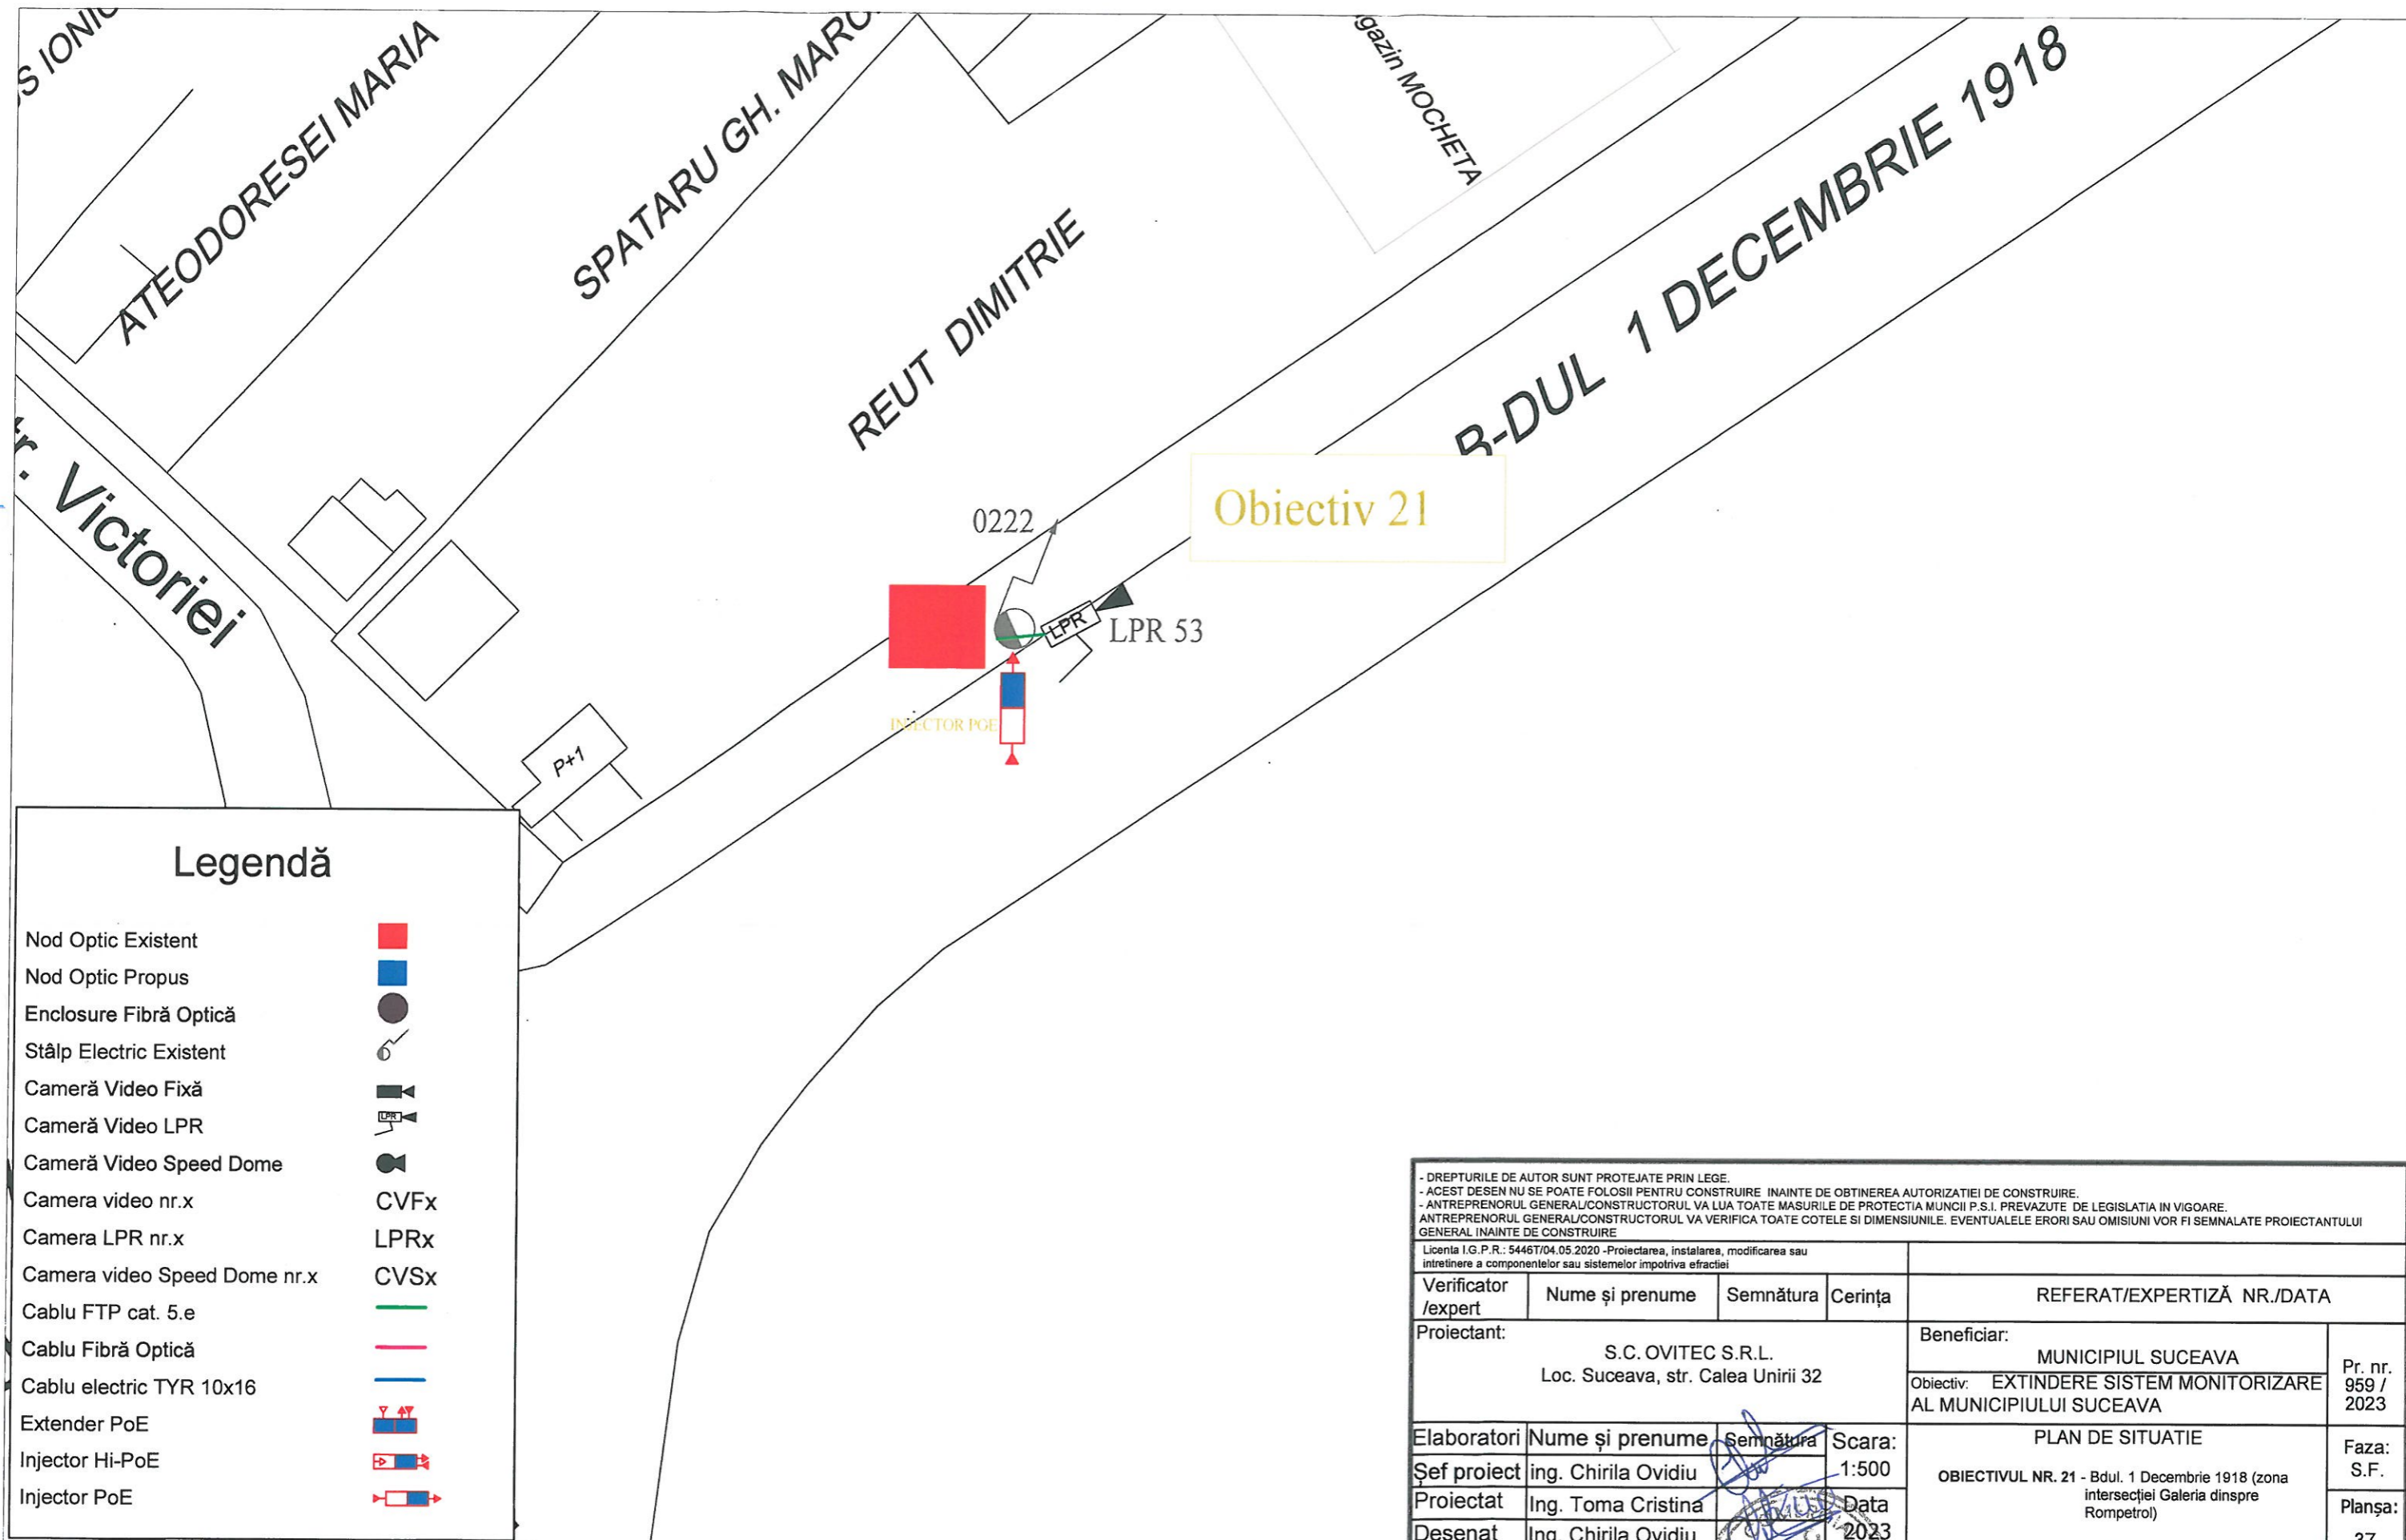 ATEODORESEI MARIA
SPATARU GH. MARC
REUT DIMITRIE
MOCHETA
B-DUL 1 DECEMBRIE 1918
Victoriei
Obiectiv 21
0222
LPR
LPR 53
INJECTOR POE
P+1
Legendă
Nod Optic Existent
Nod Optic Propus
Enclosure Fibră Optică
Stâlp Electric Existent
Cameră Video Fixă
Cameră Video LPR
LPR
Cameră Video Speed Dome
Camera video nr.x CVFx
Camera LPR nr.x LPRx
Camera video Speed Dome nr.x CVSx
Cablu FTP cat. 5.e
Cablu Fibră Optică
Cablu electric TYR 10x16
Extender PoE
Injector Hi-PoE
Injector PoE
- DREPTURILE DE AUTOR SUNT PROTEJATE PRIN LEGE.
- ACEST DESEN NU SE POATE FOLOSII PENTRU CONSTRUIRE INAINTE DE OBTINEREA AUTORIZATIEI DE CONSTRUIRE.
- ANTREPRENORUL GENERAL/CONSTRUCTORUL VA LUA TOATE MASURILE DE PROTECTIA MUNCII P.S.I. PREVAZUTE DE LEGISLATIA IN VIGOARE.
ANTREPRENORUL GENERAL/CONSTRUCTORUL VA VERIFICA TOATE COTELE SI DIMENSIUNILE. EVENTUALELE ERORI SAU OMISIUNI VOR FI SEMNALATE PROIECTANTULUI
GENERAL INAINTE DE CONSTRUIRE
Licenta I.G.P.R.: 5446T/04.05.2020 -Proiectarea, instalarea, modificarea sau
intretinere a componentelor sau sistemelor impotriva efractiei
Verificator
/expert
Nume și prenume
Semnătura
Cerința
REFERAT/EXPERTIZĂ NR./DATA
Proiectant:
S.C. OVITEC S.R.L.
Loc. Suceava, str. Calea Unirii 32
Beneficiar:
MUNICIPIUL SUCEAVA
Pr. nr.
959 /
2023
Obiectiv: EXTINDERE SISTEM MONITORIZARE
AL MUNICIPIULUI SUCEAVA
Elaboratori Nume și prenume Semnătura Scara:
1:500
Șef proiect ing. Chirila Ovidiu
Proiectat Ing. Toma Cristina
Data
2023
Desenat Ing. Chirila Ovidiu
PLAN DE SITUATIE
OBIECTIVUL NR. 21 - Bdul. 1 Decembrie 1918 (zona
intersecției Galeria dinspre
Rompetrol)
Faza:
S.F.
Planșa:
37